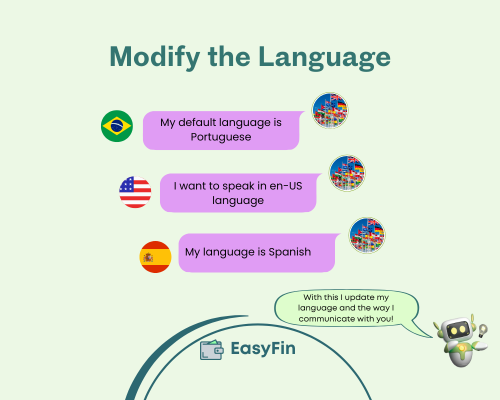 Modify the Language
My default language is
Portuguese
I want to speak in en-US
language
My language is Spanish
With this I update my
language and the way I
communicate with you!
EasyFin